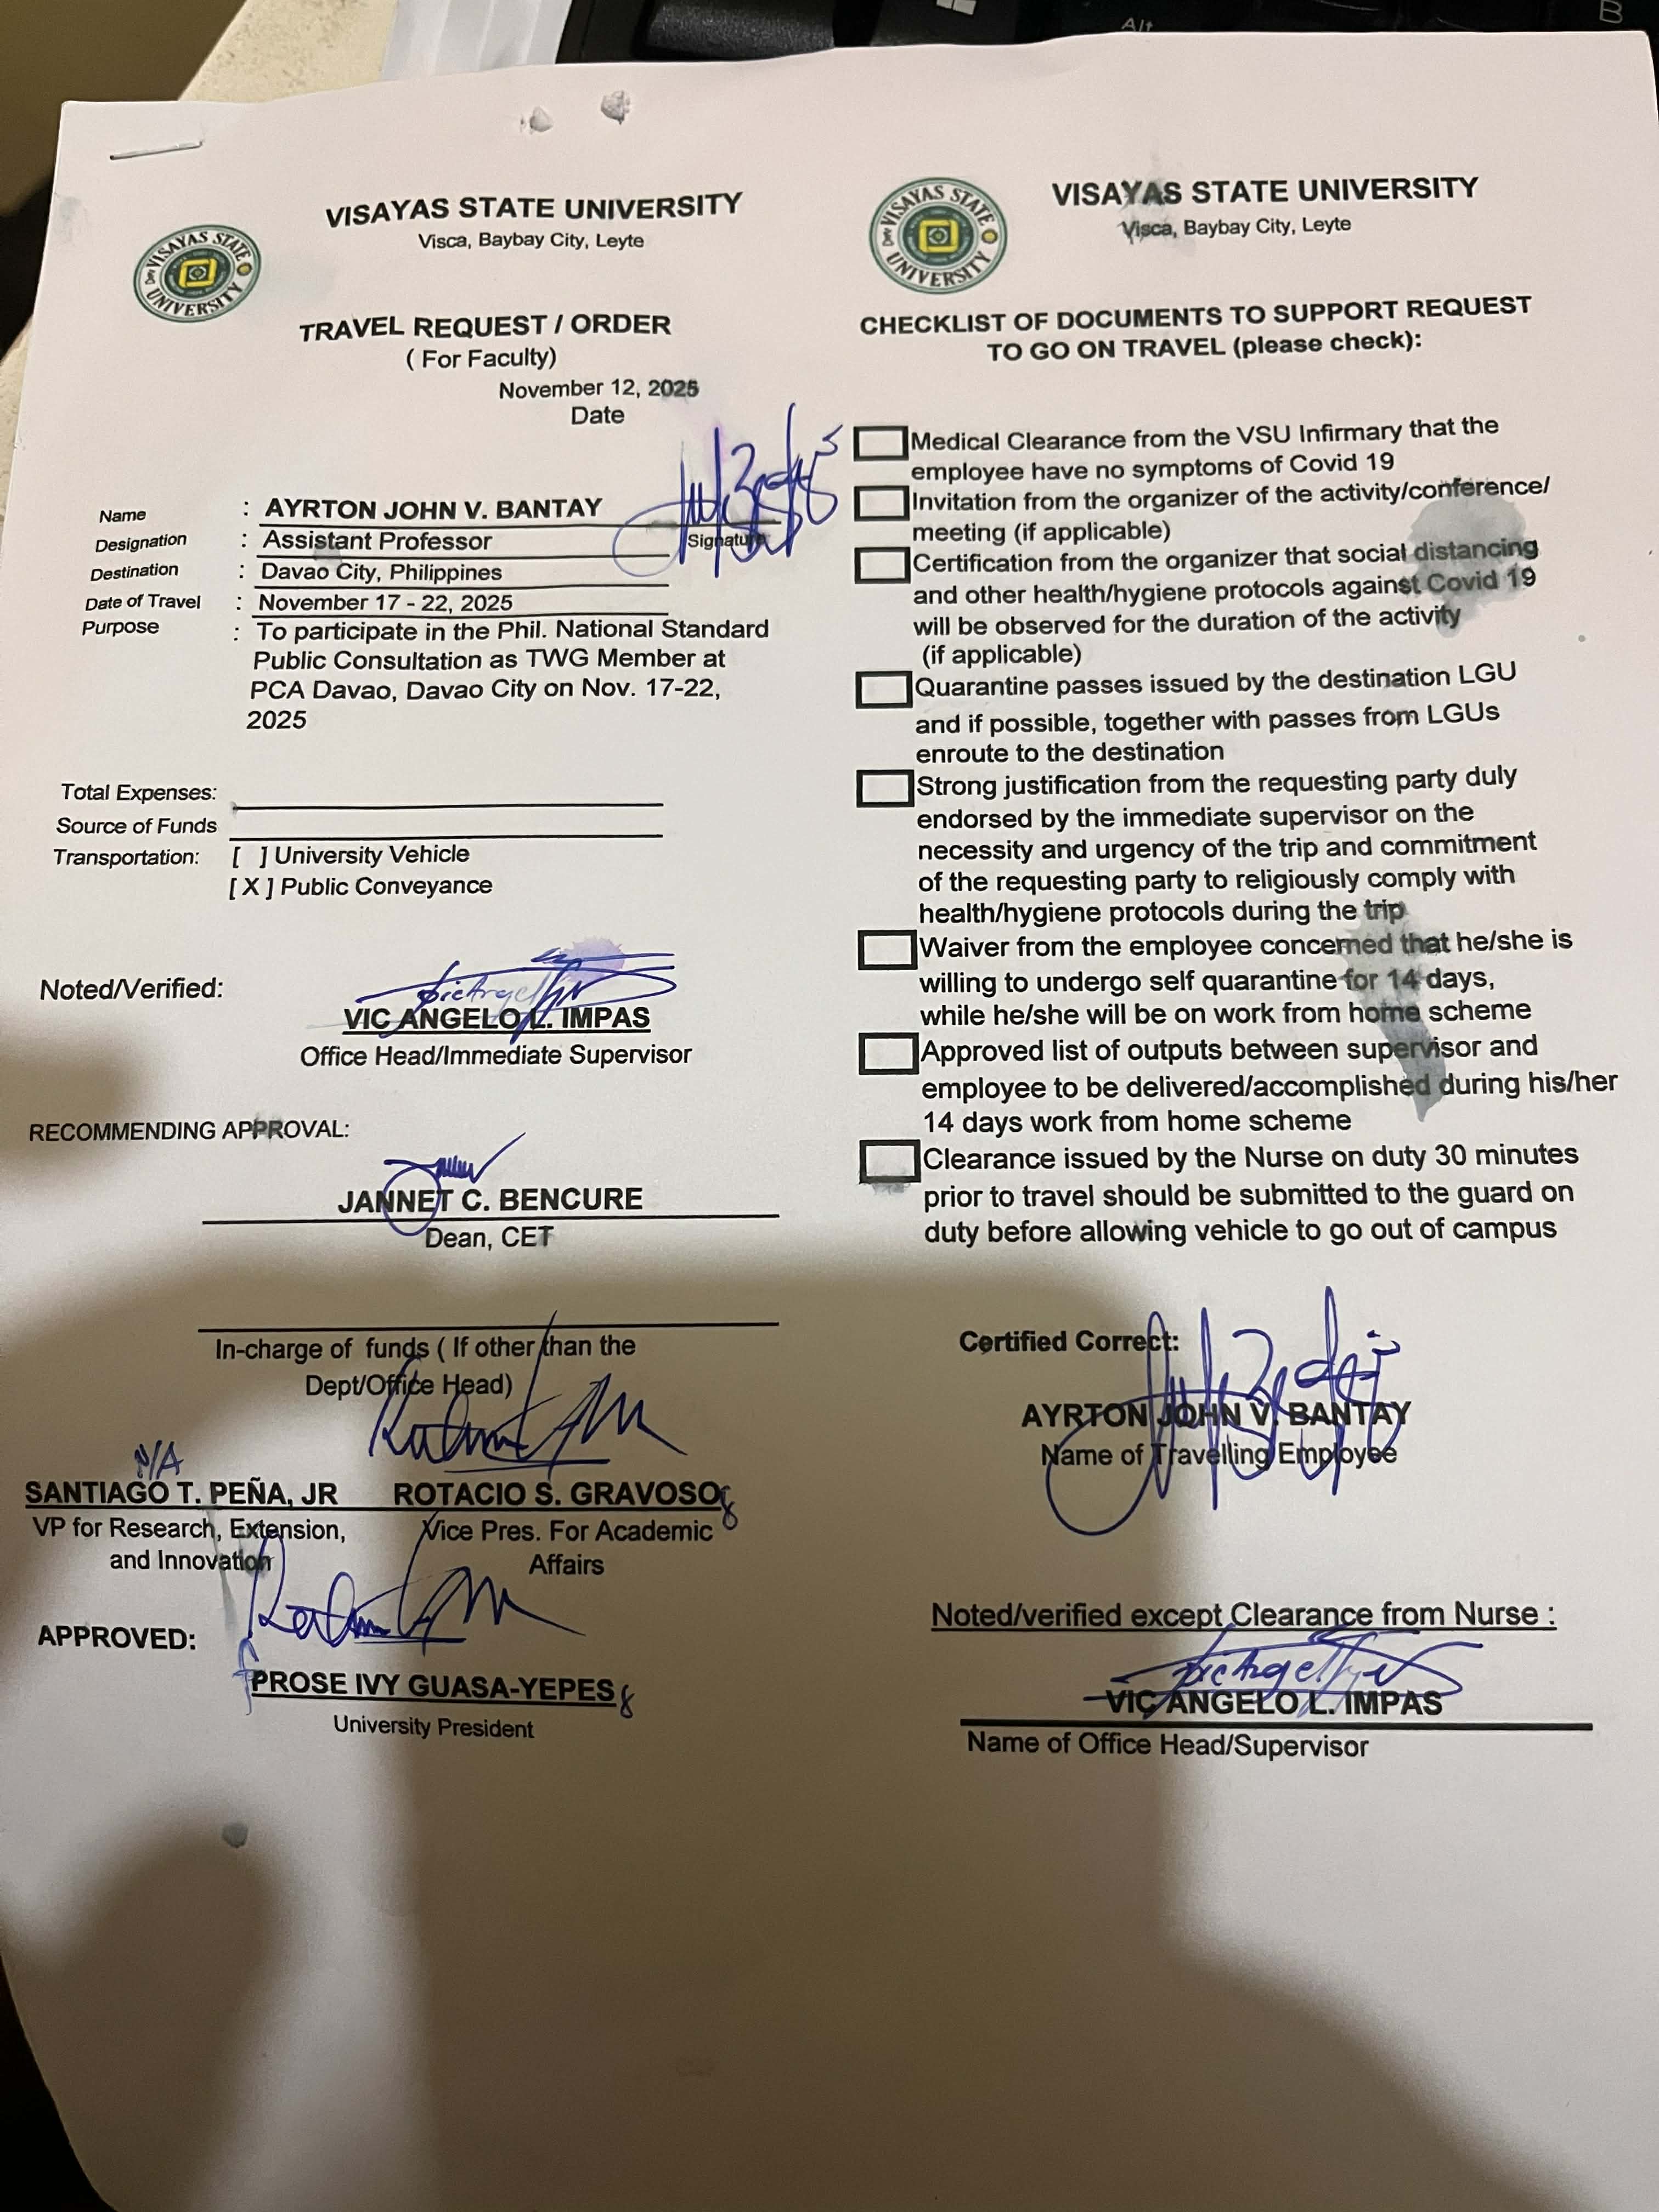 Alt
B
VISAYAS STATE UNIVERSITY
Visca, Baybay City, Leyte
VISAYAS STATE UNIVERSITY
TRAVEL REQUEST / ORDER
( For Faculty)
November 12, 2025
Date
Name : AYRTON JOHN V. BANTAY
Signature
Designation : Assistant Professor
Destination : Davao City, Philippines
Date of Travel : November 17 - 22, 2025
Purpose : To participate in the Phil. National Standard
Public Consultation as TWG Member at
PCA Davao, Davao City on Nov. 17-22,
2025
Total Expenses:
Source of Funds
Transportation: [ ] University Vehicle
[ X ] Public Conveyance
Noted/Verified:
VIC ANGELO L. IMPAS
Office Head/Immediate Supervisor
RECOMMENDING APPROVAL:
JANNET C. BENCURE
Dean, CET
In-charge of funds ( If other than the
Dept/Office Head)
N/A
SANTIAGO T. PEÑA, JR ROTACIO S. GRAVOSO
VP for Research, Extension, Vice Pres. For Academic
and Innovation Affairs
APPROVED:
PROSE IVY GUASA-YEPES
University President
VISAYAS STATE UNIVERSITY
Visca, Baybay City, Leyte
VISAYAS STATE UNIVERSITY
CHECKLIST OF DOCUMENTS TO SUPPORT REQUEST
TO GO ON TRAVEL (please check):
Medical Clearance from the VSU Infirmary that the
employee have no symptoms of Covid 19
Invitation from the organizer of the activity/conference/
meeting (if applicable)
Certification from the organizer that social distancing
and other health/hygiene protocols against Covid 19
will be observed for the duration of the activity
(if applicable)
Quarantine passes issued by the destination LGU
and if possible, together with passes from LGUs
enroute to the destination
Strong justification from the requesting party duly
endorsed by the immediate supervisor on the
necessity and urgency of the trip and commitment
of the requesting party to religiously comply with
health/hygiene protocols during the trip
Waiver from the employee concerned that he/she is
willing to undergo self quarantine for 14 days,
while he/she will be on work from home scheme
Approved list of outputs between supervisor and
employee to be delivered/accomplished during his/her
14 days work from home scheme
Clearance issued by the Nurse on duty 30 minutes
prior to travel should be submitted to the guard on
duty before allowing vehicle to go out of campus
Certified Correct:
AYRTON JOHN V. BANTAY
Name of Travelling Employee
Noted/verified except Clearance from Nurse :
VIC ANGELO L. IMPAS
Name of Office Head/Supervisor